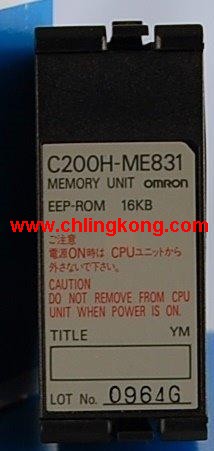 C200H-ME831
MEMORY UNIT OMRON
EEP-ROM 16KB
www.chlingkong.com
ご注意
電源ON時は CPUユニットから
外さないで下さい。
CAUTION
DO NOT REMOVE FROM CPU
UNIT WHEN POWER IS ON.
TITLE YM
LOT No. 0964G